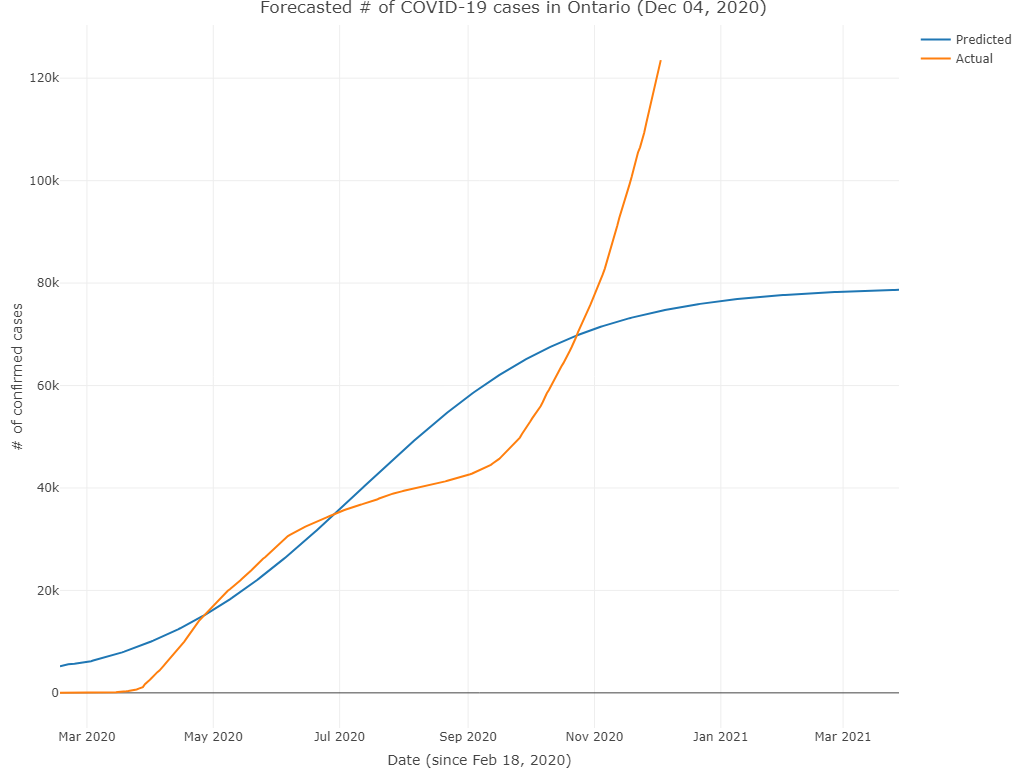 Forecasted # of COVID-19 cases in Ontario (Dec 04, 2020)
Predicted
Actual
120k
100k
80k
60k
40k
20k
0
# of confirmed cases
Mar 2020
May 2020
Jul 2020
Sep 2020
Nov 2020
Jan 2021
Mar 2021
Date (since Feb 18, 2020)